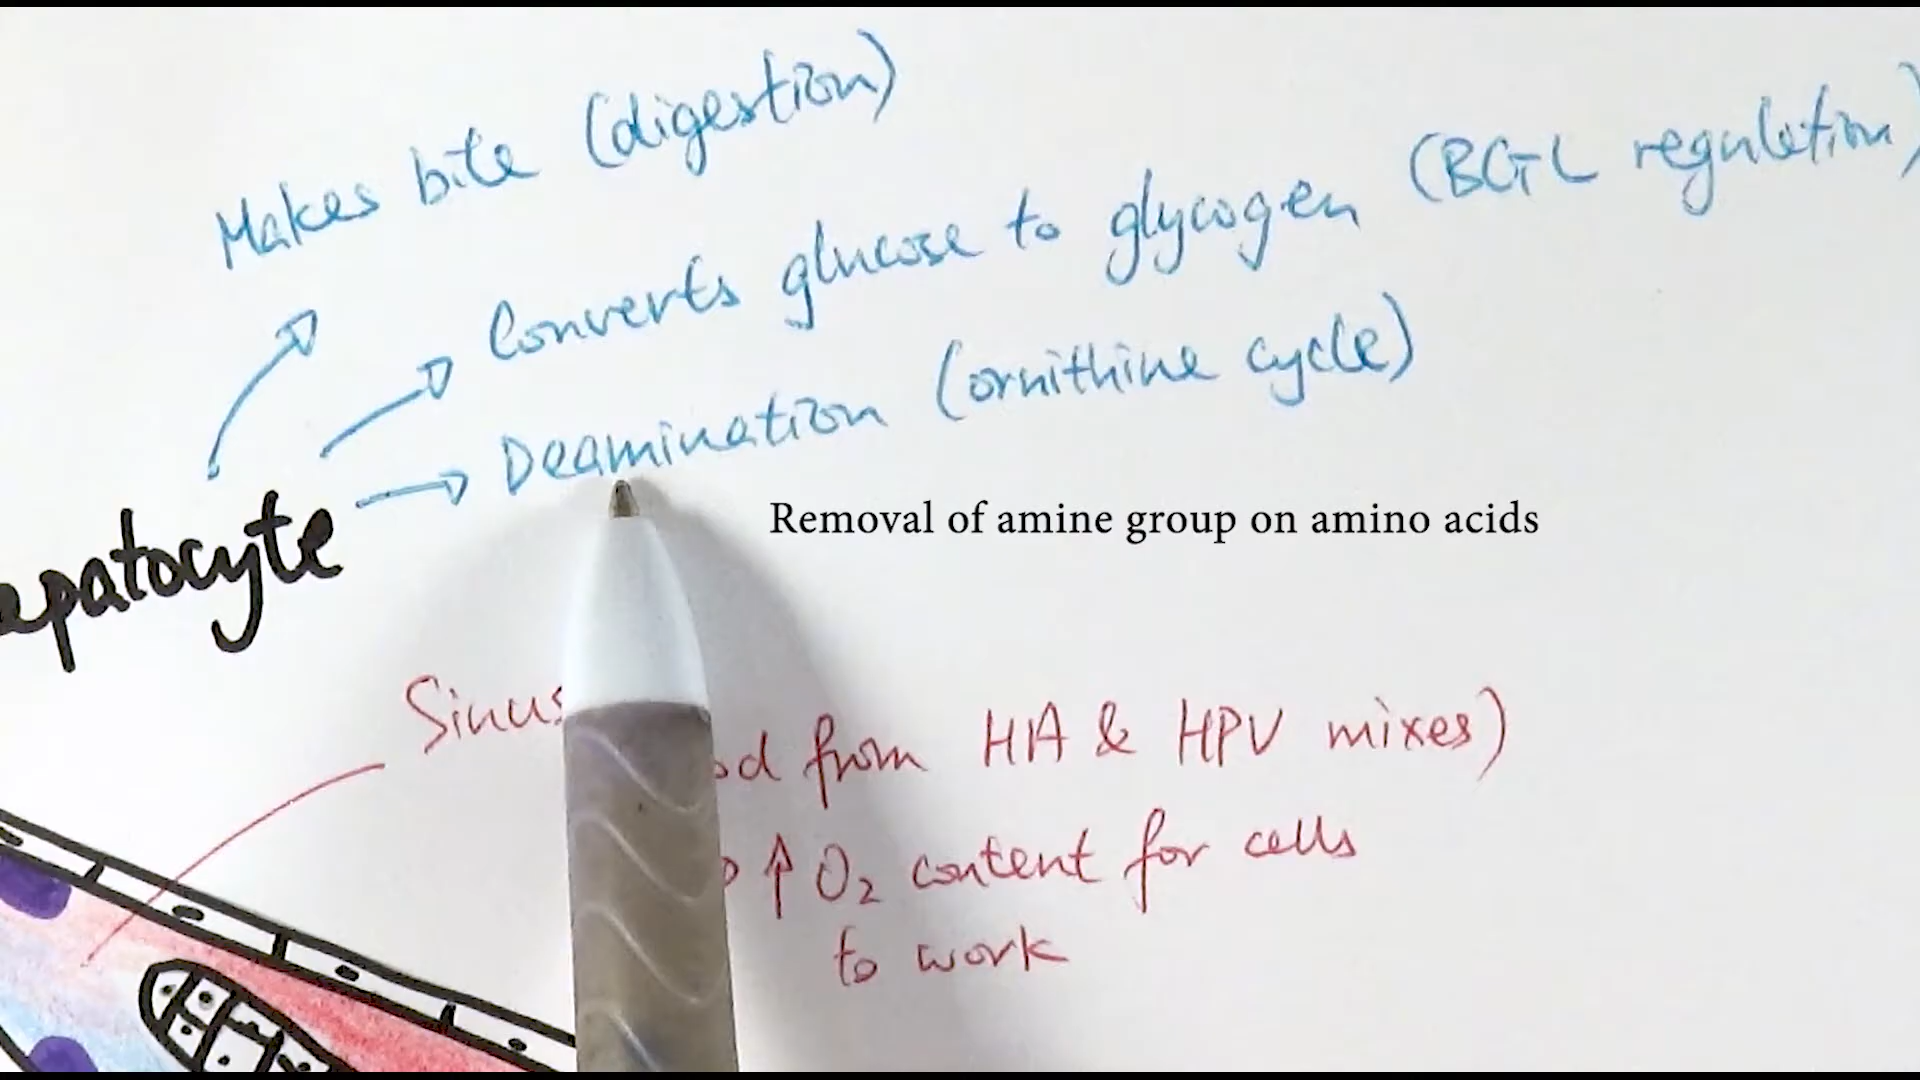 Makes bile (digestion)
Converts glucose to glycogen (BGL regulation)
Deamination (ornithine cycle)
Removal of amine group on amino acids
epatocyte
from HA & HPV mixes)
↑ O₂ content for cells
to work